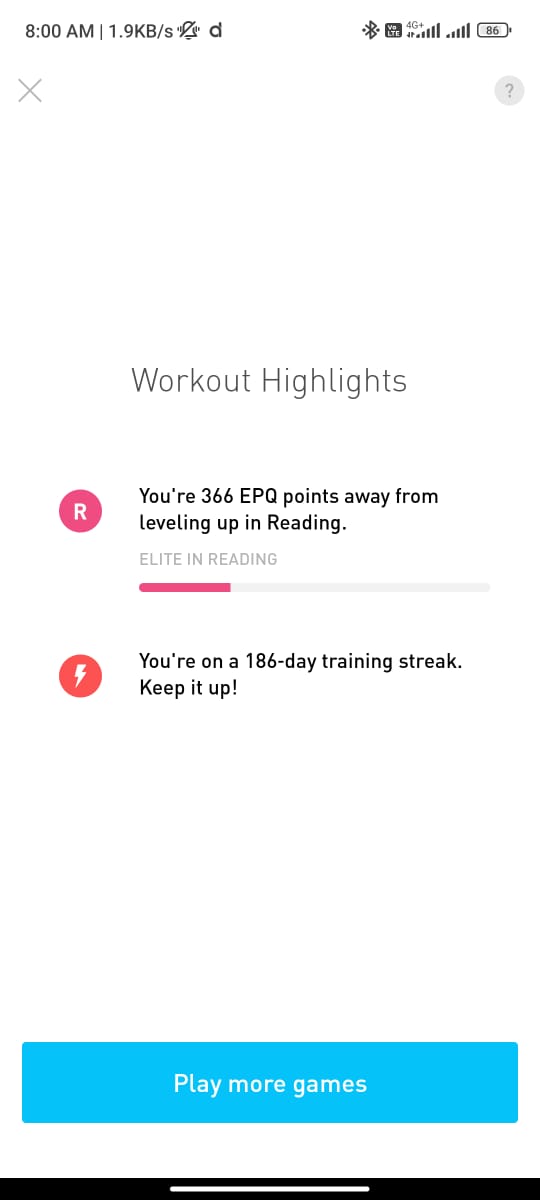 8:00 AM | 1.9KB/s d Vo LTE 4G+ 86
?
Workout Highlights
R
You're 366 EPQ points away from
leveling up in Reading.
ELITE IN READING
You're on a 186-day training streak.
Keep it up!
Play more games